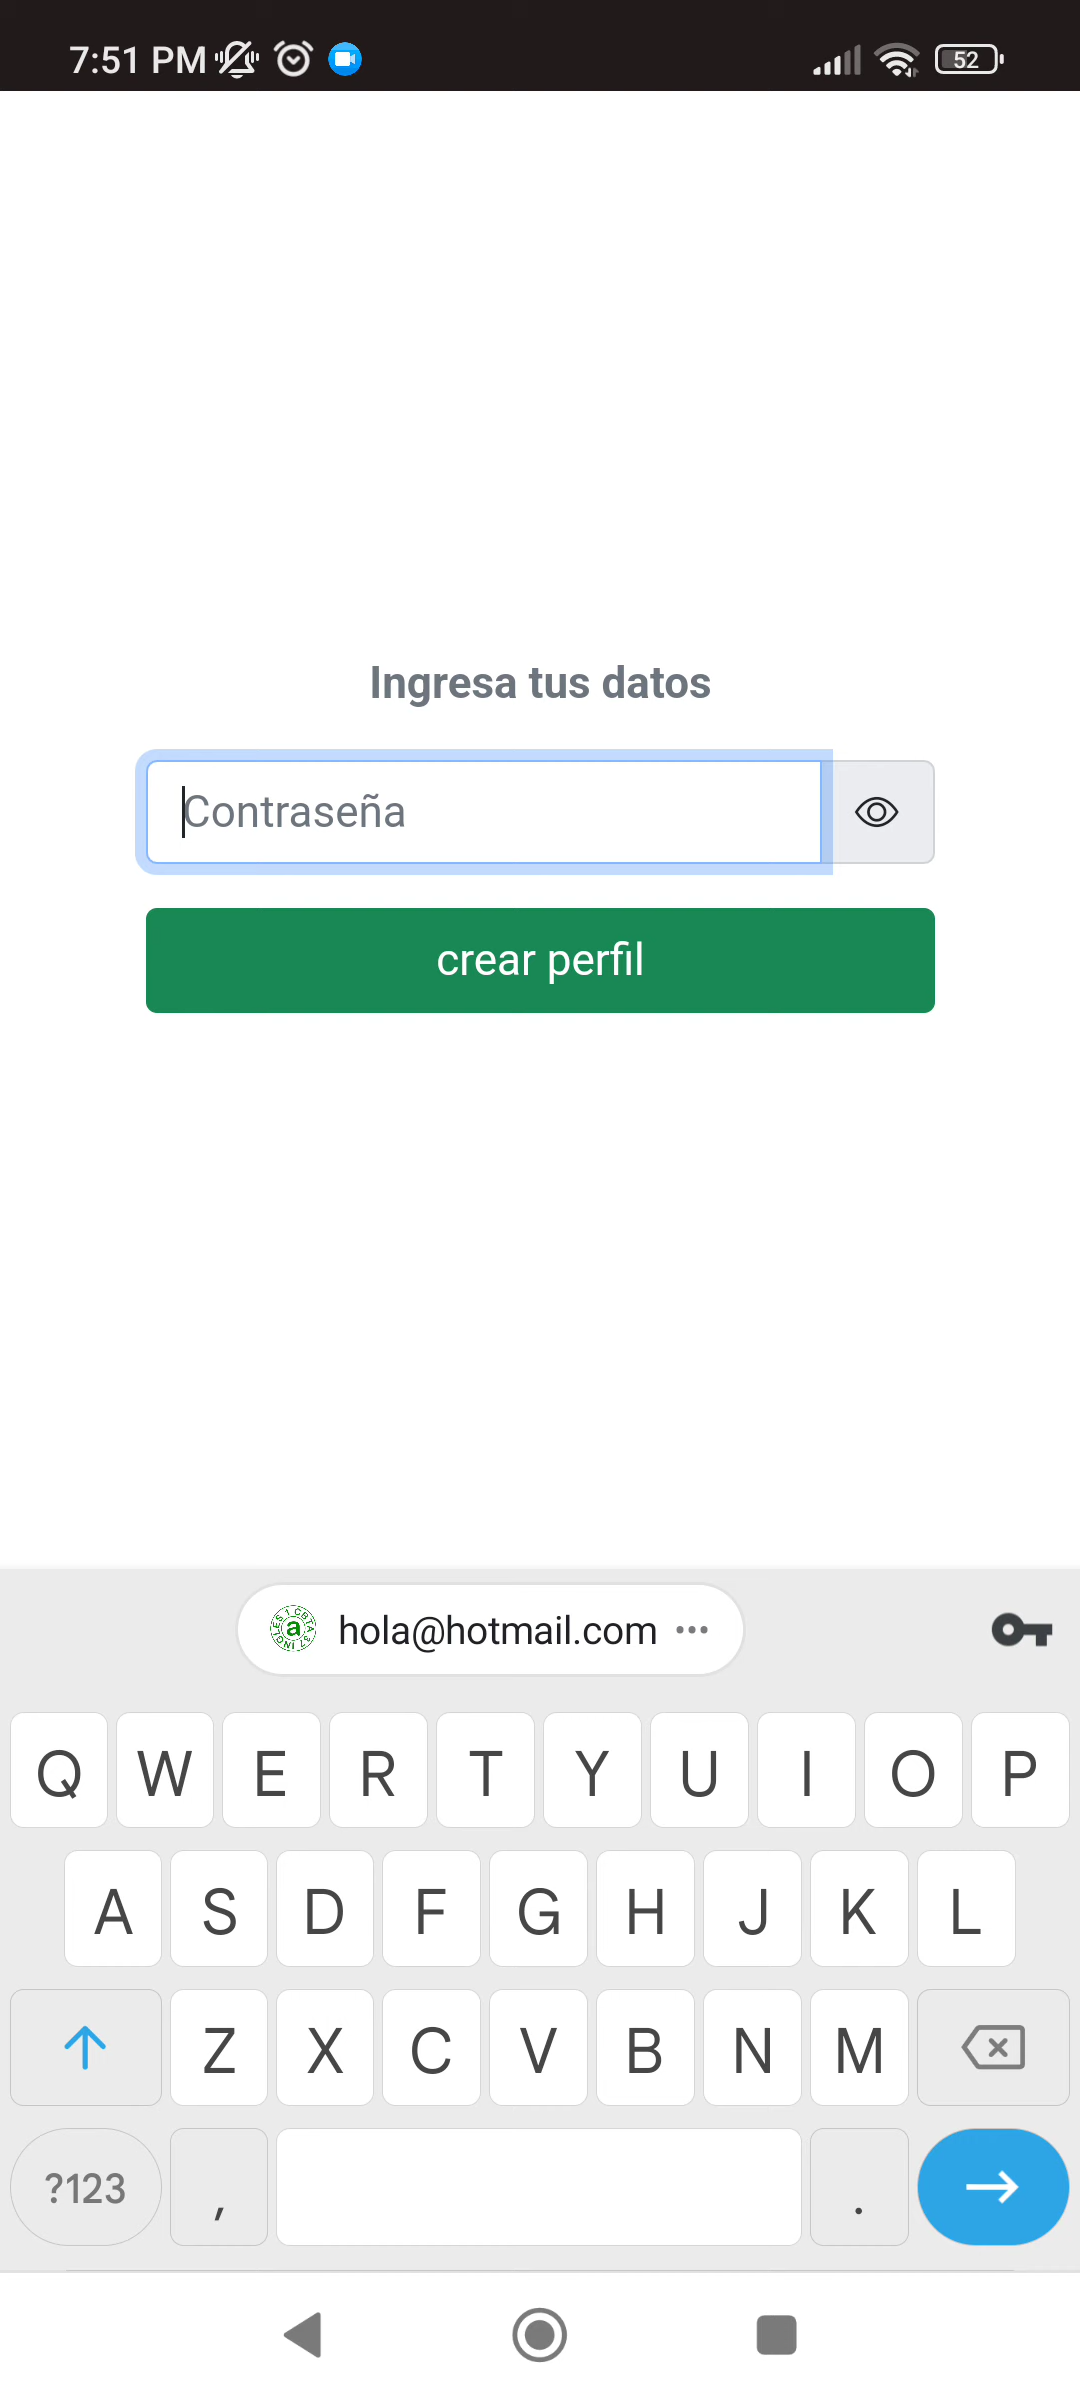 7:51 PM
52
Ingresa tus datos
Contraseña
crear perfil
hola@hotmail.com
Q W E R T Y U I O P
A S D F G H J K L
Z X C V B N M
?123 , .